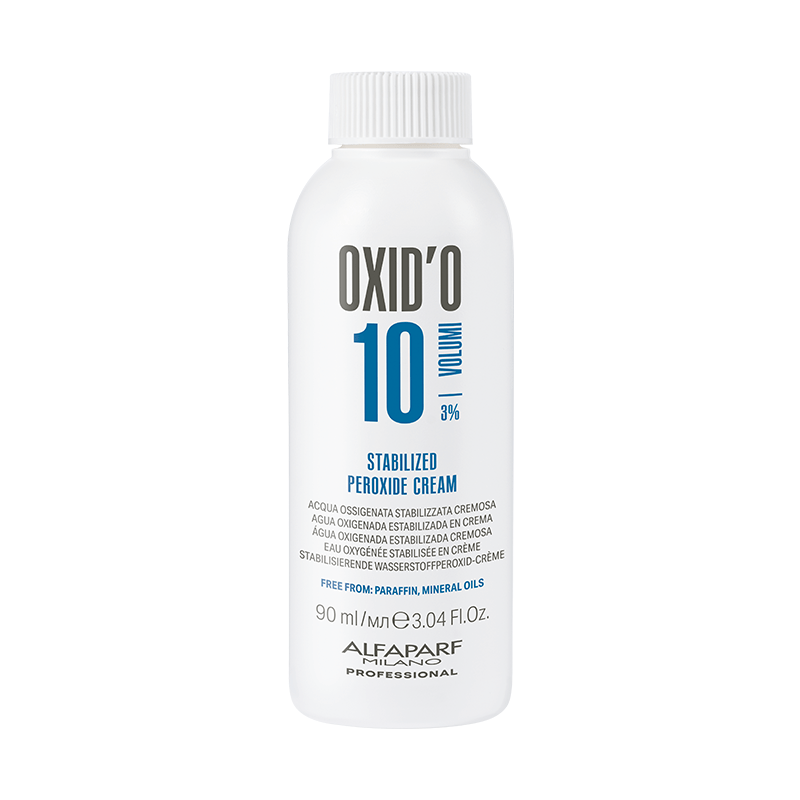 OXID'O
10 VOLUMI | 3%
STABILIZED
PEROXIDE CREAM
ACQUA OSSIGENATA STABILIZZATA CREMOSA
AGUA OXIGENADA ESTABILIZADA EN CREMA
ÁGUA OXIGENADA ESTABILIZADA CREMOSA
EAU OXYGÉNÉE STABILISÉE EN CRÈME
STABILISIERENDE WASSERSTOFFPEROXID-CRÈME
FREE FROM: PARAFFIN, MINERAL OILS
90 ml/мл ℮ 3.04 Fl.Oz.
ALFAPARF
MILANO
PROFESSIONAL